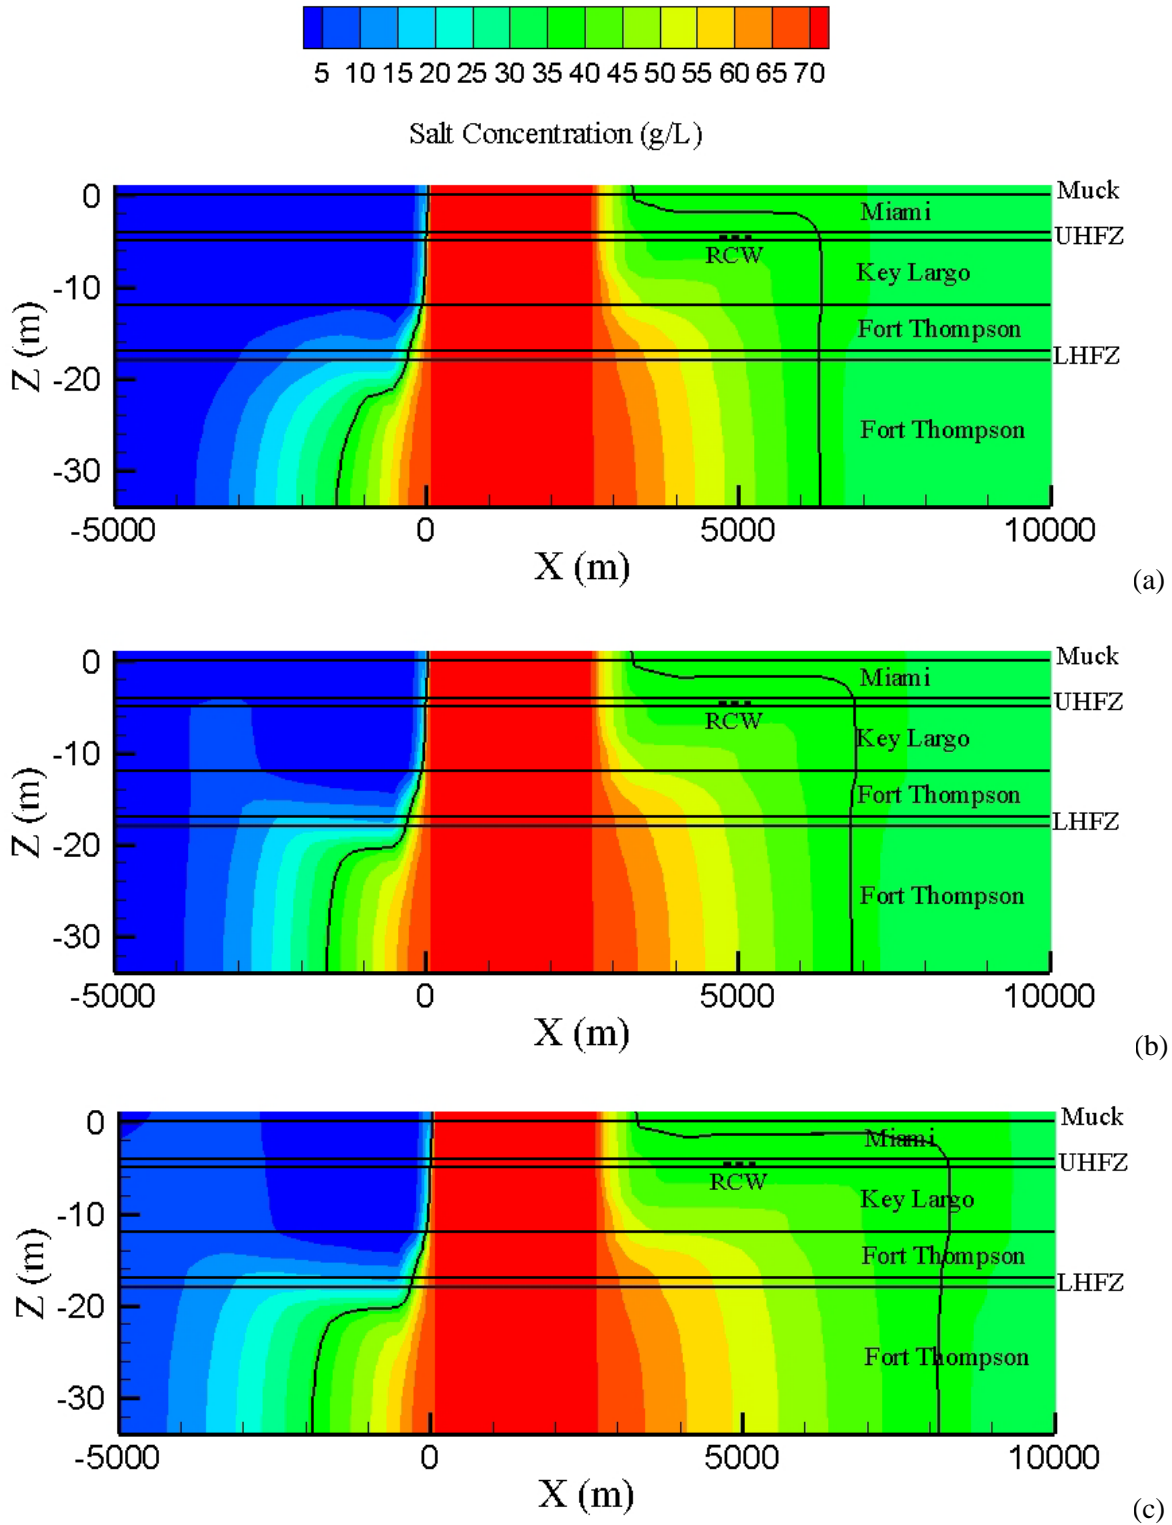 5 10 15 20 25 30 35 40 45 50 55 60 65 70
Salt Concentration (g/L)
0
-10
-20
-30
Z (m)
Muck
Miami
UHFZ
RCW
Key Largo
Fort Thompson
LHFZ
Fort Thompson
-5000 0 5000 10000
X (m)
(a)
0
-10
-20
-30
Z (m)
Muck
Miami
UHFZ
RCW
Key Largo
Fort Thompson
LHFZ
Fort Thompson
-5000 0 5000 10000
X (m)
(b)
0
-10
-20
-30
Z (m)
Muck
Miami
UHFZ
RCW
Key Largo
Fort Thompson
LHFZ
Fort Thompson
-5000 0 5000 10000
X (m)
(c)